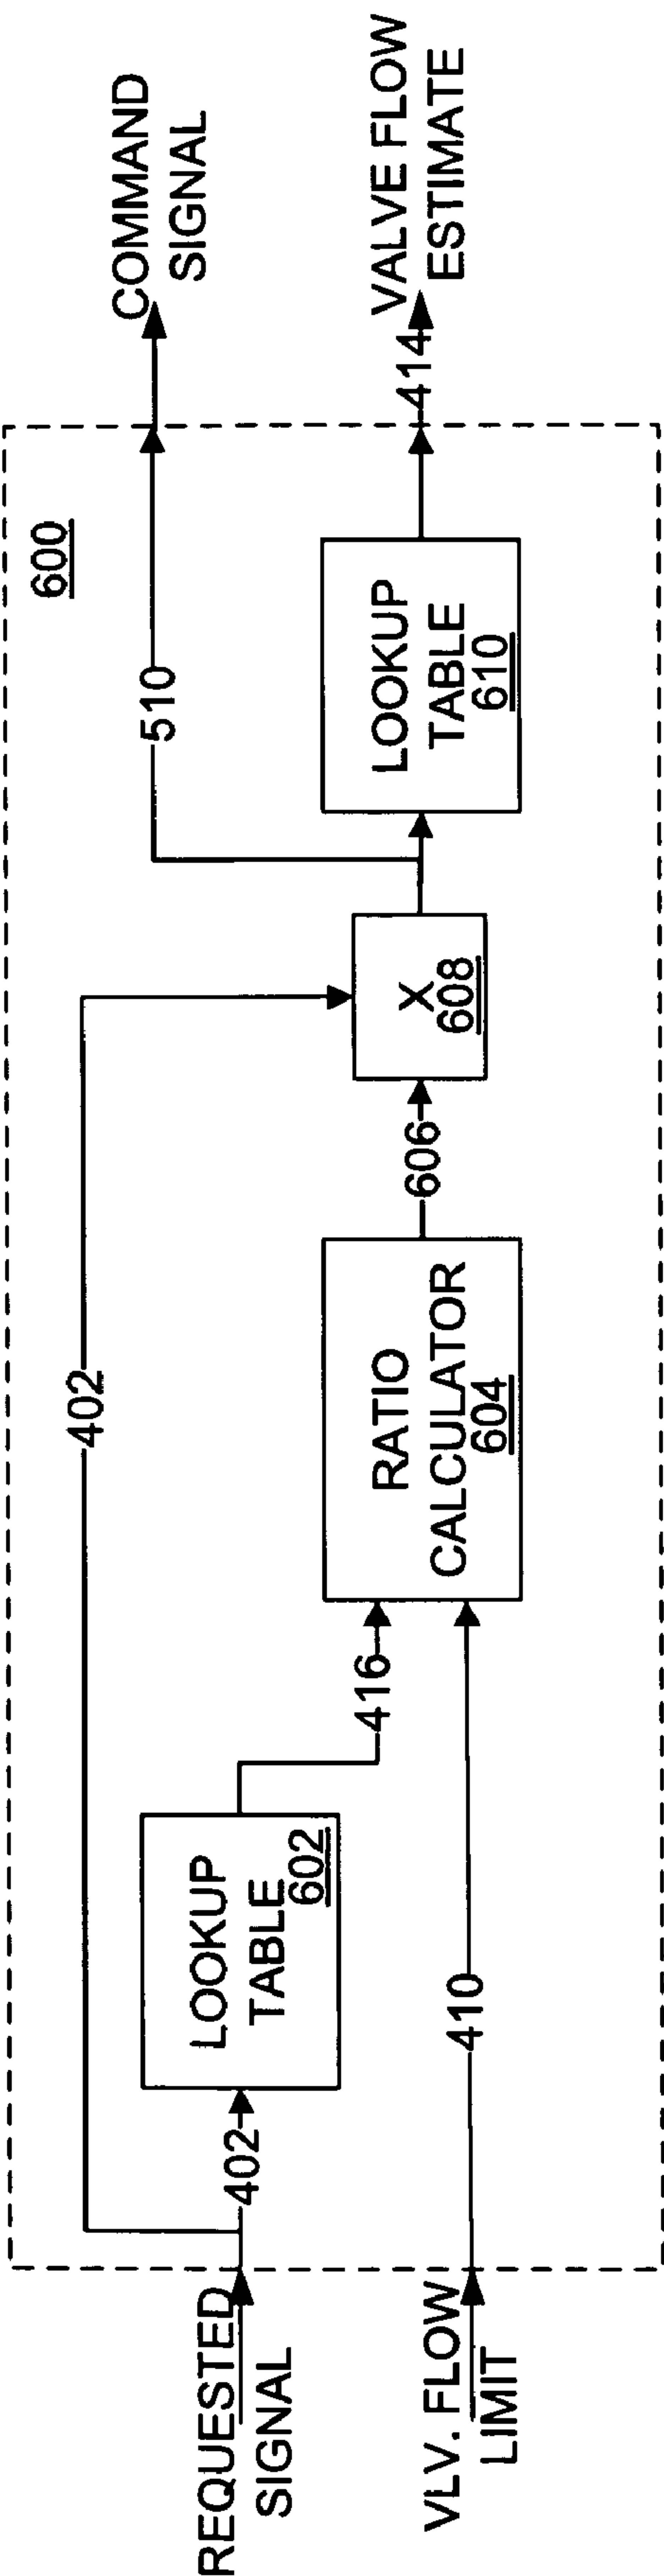 REQUESTED
SIGNAL
VLV. FLOW
LIMIT
402
402
410
LOOKUP
TABLE
602
416
RATIO
CALCULATOR
604
606
X
608
510
LOOKUP
TABLE
610
600
414
COMMAND
SIGNAL
VALVE FLOW
ESTIMATE